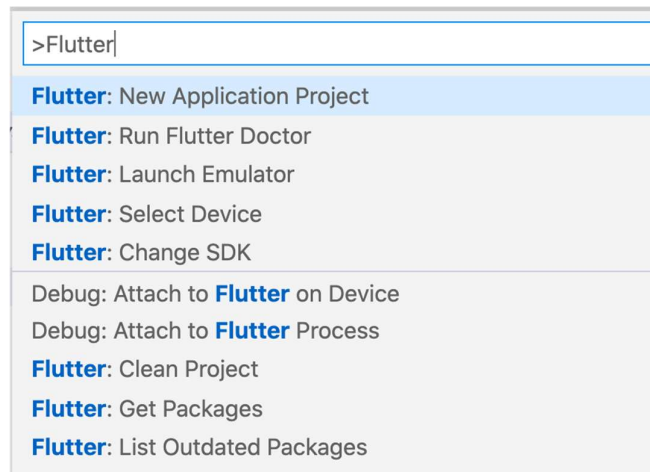 >Flutter
Flutter: New Application Project
Flutter: Run Flutter Doctor
Flutter: Launch Emulator
Flutter: Select Device
Flutter: Change SDK
Debug: Attach to Flutter on Device
Debug: Attach to Flutter Process
Flutter: Clean Project
Flutter: Get Packages
Flutter: List Outdated Packages